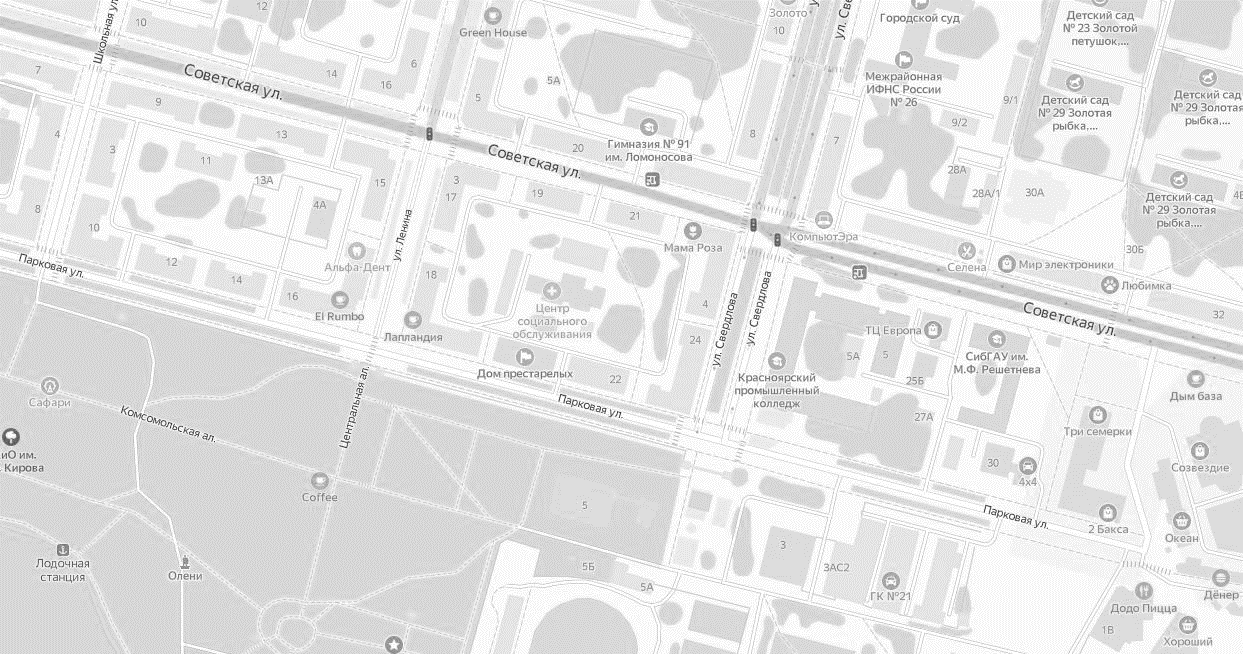 12
10
Школьная ул.
Green House
Золото
10
ул. Све
Городской суд
Детский сад
№ 23 Золотой
петушок,...
7
Советская ул.
14
16
6
5А
5
Межрайонная
ИФНС России
№ 26
9/1
Детский сад
№ 29 Золотая
рыбка,...
Детский сад
№ 29 Золотая
рыбка,...
9
4
13
3
11
8
7
9/2
Советская ул.
20
Гимназия № 91
им. Ломоносова
13А
4А
15
3
17
19
21
28А
28А/1
30А
Детский сад
№ 29 Золотая
рыбка,...
4Б
8
10
ул. Ленина
Мама Роза
КомпьютЭра
30Б
Парковая ул.
12
14
16
Альфа-Дент
18
Селена
Мир электроники
Любимка
El Rumbo
Лапландия
Центр
социального
обслуживания
4
24
ул. Свердлова
ул. Свердлова
Советская ул.
32
ТЦ Европа
5А
5
СибГАУ им.
М.Ф. Решетнева
Дом престарелых
22
Красноярский
промышленный
колледж
25Б
Дым база
Сафари
Комсомольская ал.
Центральная ал.
Парковая ул.
27А
Три семерки
иО им.
Кирова
30
4х4
Созвездие
Coffee
5
Парковая ул.
2 Бакса
Океан
Лодочная
станция
Олени
5Б
5А
3
3АС2
ГК №21
Додо Пицца
1В
Дёнер
Хороший